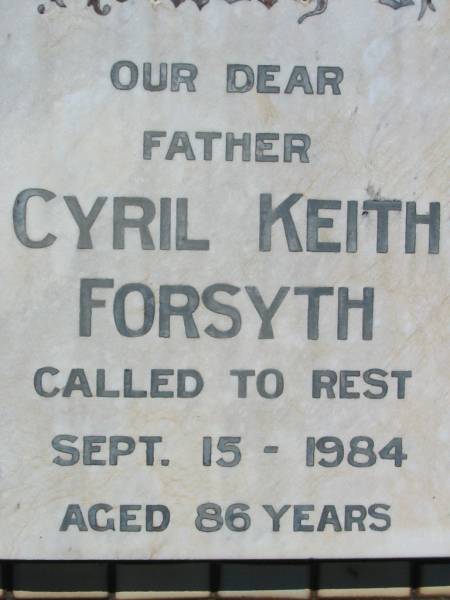 OUR DEAR
FATHER
CYRIL KEITH
FORSYTH
CALLED TO REST
SEPT. 15 - 1984
AGED 86 YEARS